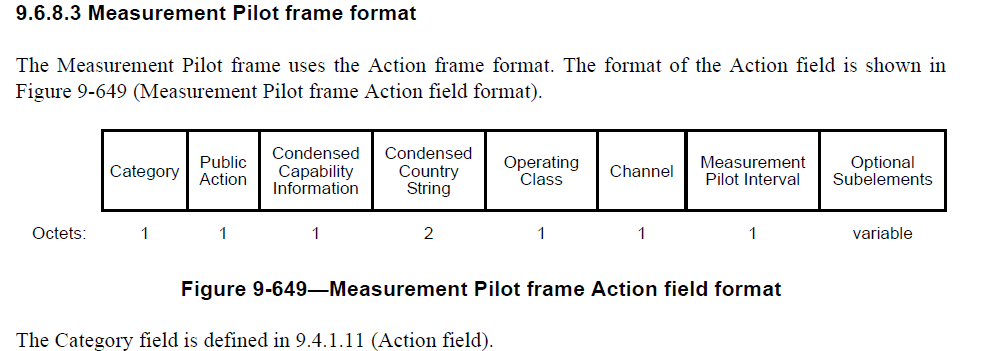 9.6.8.3 Measurement Pilot frame format
The Measurement Pilot frame uses the Action frame format. The format of the Action field is shown in
Figure 9-649 (Measurement Pilot frame Action field format).
Category
Public
Action
Condensed
Capability
Information
Condensed
Country
String
Operating
Class
Channel
Measurement
Pilot Interval
Optional
Subelements
Octets: 1 1 1 2 1 1 1 variable
Figure 9-649—Measurement Pilot frame Action field format
The Category field is defined in 9.4.1.11 (Action field).